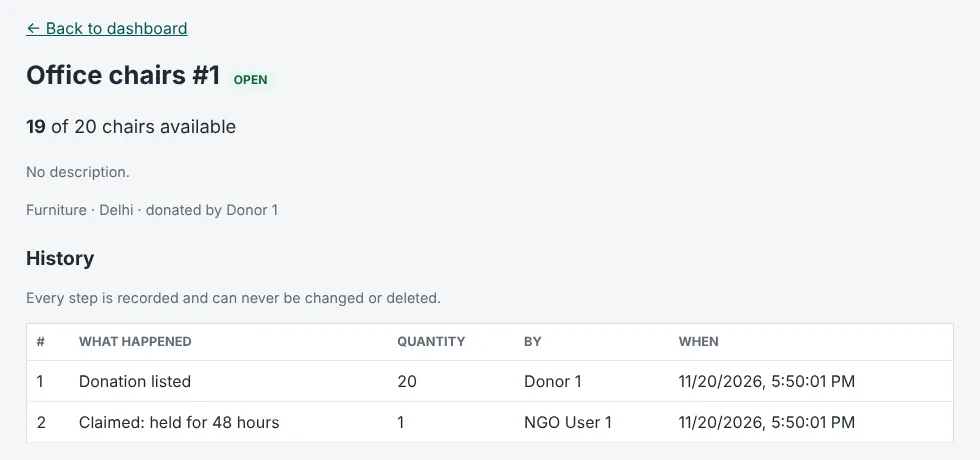 ← Back to dashboard
Office chairs #1 OPEN
19 of 20 chairs available
No description.
Furniture · Delhi · donated by Donor 1
History
Every step is recorded and can never be changed or deleted.
# WHAT HAPPENED QUANTITY BY WHEN
1 Donation listed 20 Donor 1 11/20/2026, 5:50:01 PM
2 Claimed: held for 48 hours 1 NGO User 1 11/20/2026, 5:50:01 PM